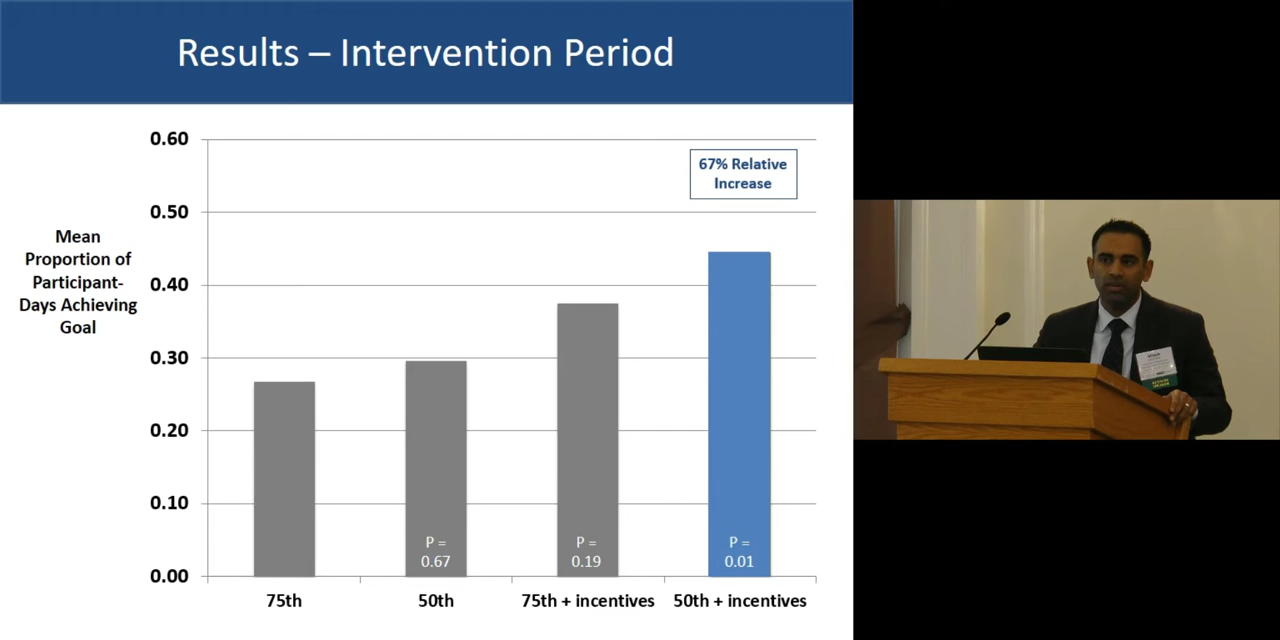 Results – Intervention Period
0.60
0.50
0.40
0.30
0.20
0.10
0.00
Mean
Proportion of
Participant-
Days Achieving
Goal
67% Relative
Increase
P =
0.67
P =
0.19
P =
0.01
75th
50th
75th + incentives
50th + incentives